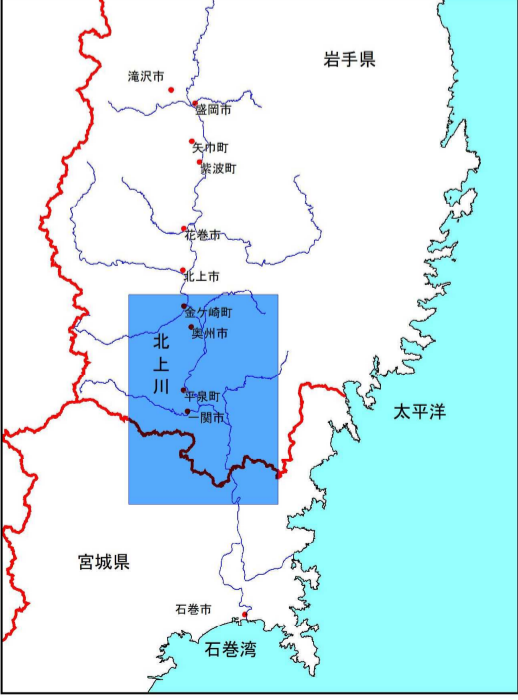 岩手県
滝沢市
盛岡市
矢巾町
紫波町
花巻市
北上市
金ケ崎町
奥州市
北上川
平泉町
一関市
太平洋
宮城県
石巻市
石巻湾